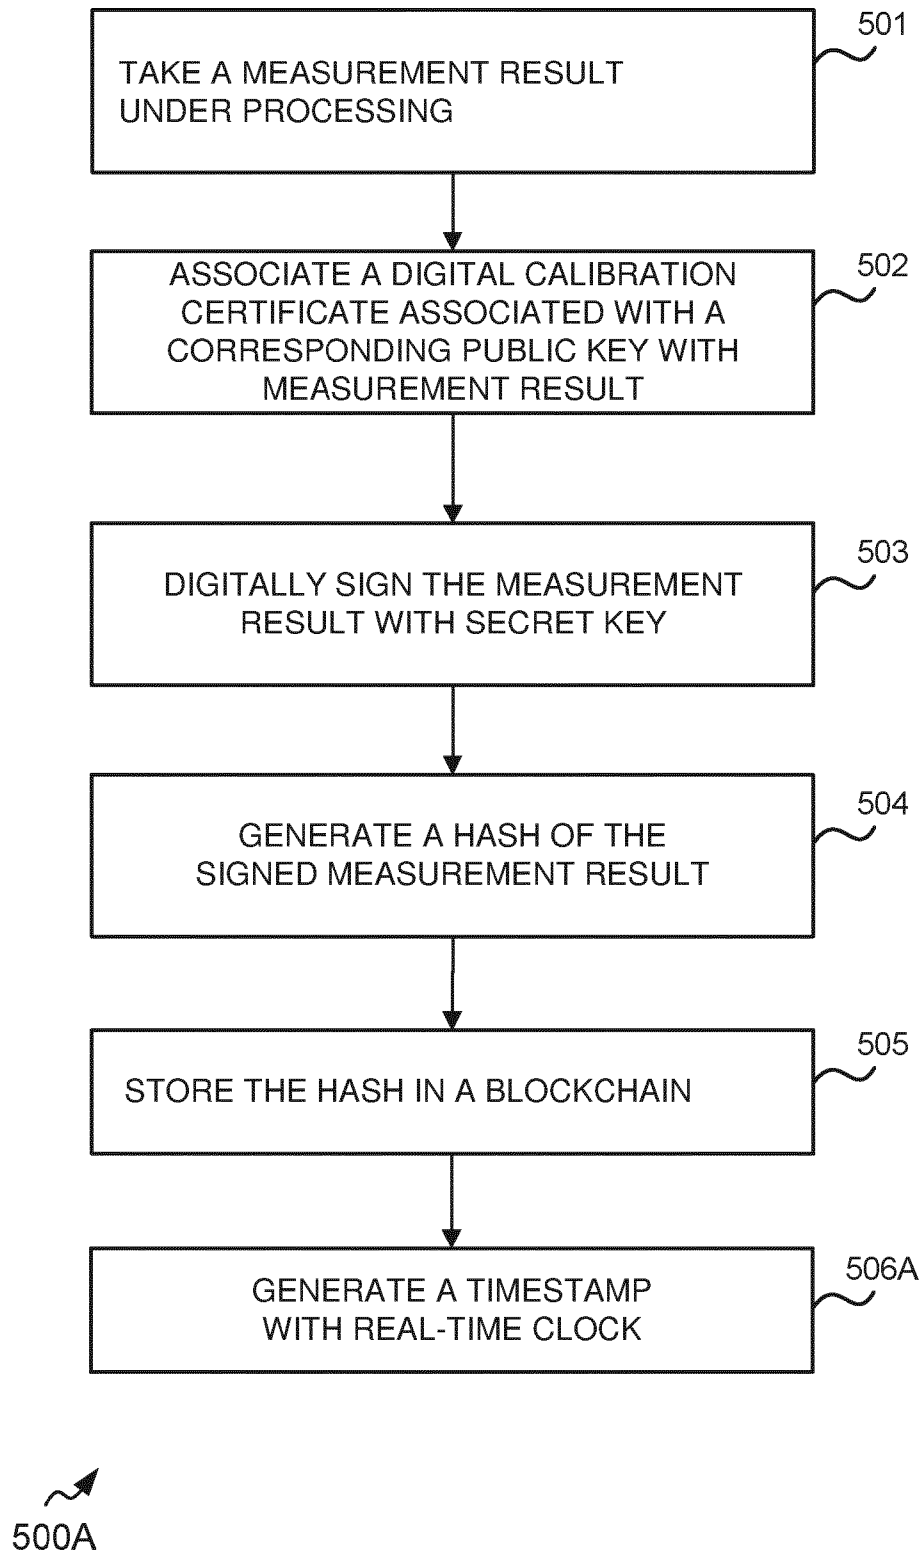 501
TAKE A MEASUREMENT RESULT
UNDER PROCESSING
502
ASSOCIATE A DIGITAL CALIBRATION
CERTIFICATE ASSOCIATED WITH A
CORRESPONDING PUBLIC KEY WITH
MEASUREMENT RESULT
503
DIGITALLY SIGN THE MEASUREMENT
RESULT WITH SECRET KEY
504
GENERATE A HASH OF THE
SIGNED MEASUREMENT RESULT
505
STORE THE HASH IN A BLOCKCHAIN
506A
GENERATE A TIMESTAMP
WITH REAL-TIME CLOCK
500A